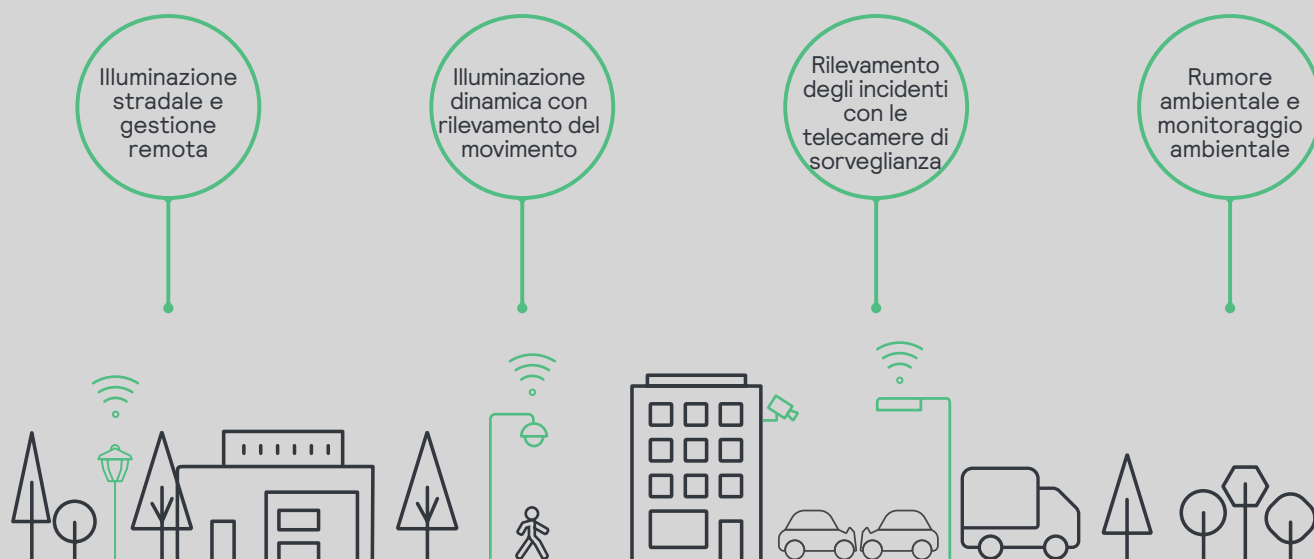 Illuminazione
stradale e
gestione
remota
Illuminazione
dinamica con
rilevamento del
movimento
Rilevamento
degli incidenti
con le
telecamere di
sorveglianza
Rumore
ambientale e
monitoraggio
ambientale